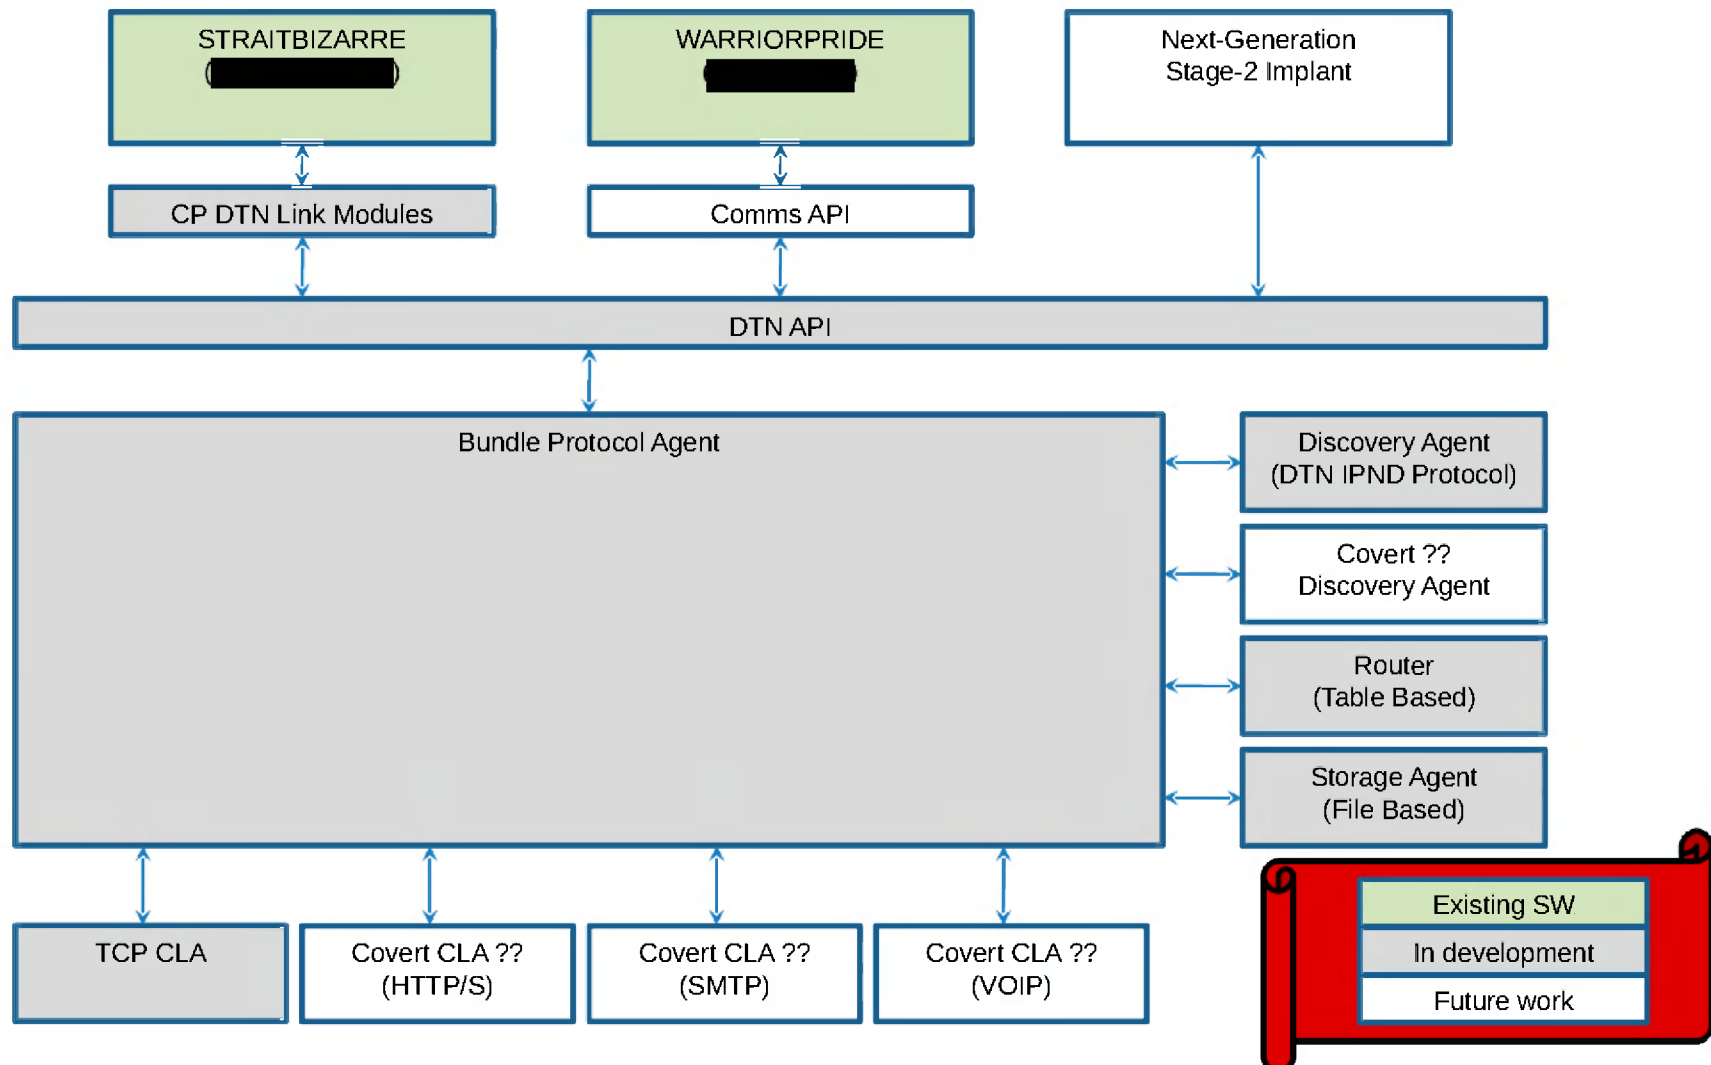 STRAITBIZARRE
WARRIORPRIDE
Next-Generation
Stage-2 Implant
CP DTN Link Modules
Comms API
DTN API
Bundle Protocol Agent
Discovery Agent
(DTN IPND Protocol)
Covert ??
Discovery Agent
Router
(Table Based)
Storage Agent
(File Based)
TCP CLA
Covert CLA ??
(HTTP/S)
Covert CLA ??
(SMTP)
Covert CLA ??
(VOIP)
Existing SW
In development
Future work